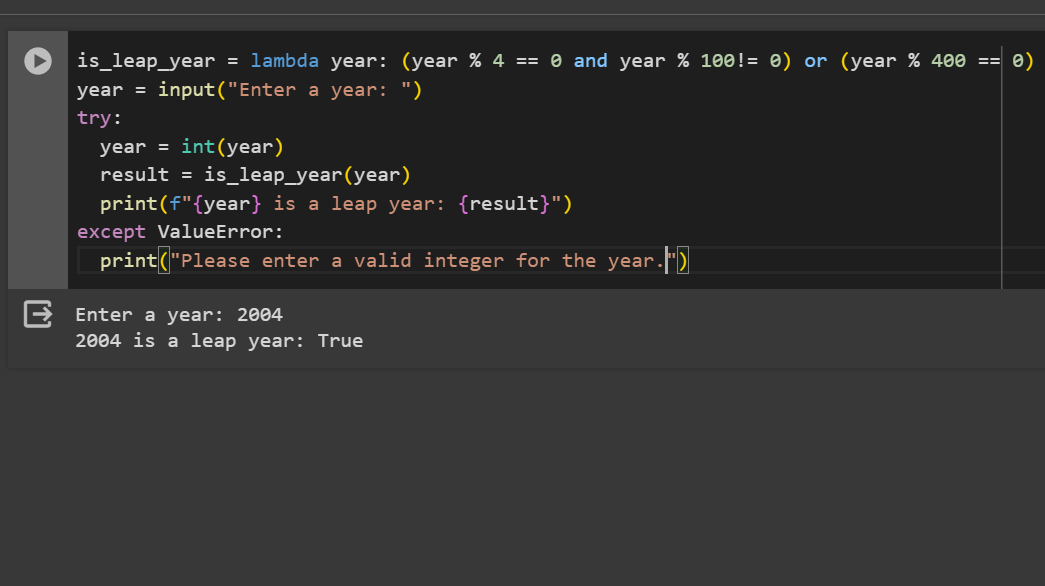 is_leap_year = lambda year: (year % 4 == 0 and year % 100!= 0) or (year % 400 == 0)
year = input("Enter a year: ")
try:
  year = int(year)
  result = is_leap_year(year)
  print(f"{year} is a leap year: {result}")
except ValueError:
  print("Please enter a valid integer for the year.")
Enter a year: 2004
2004 is a leap year: True